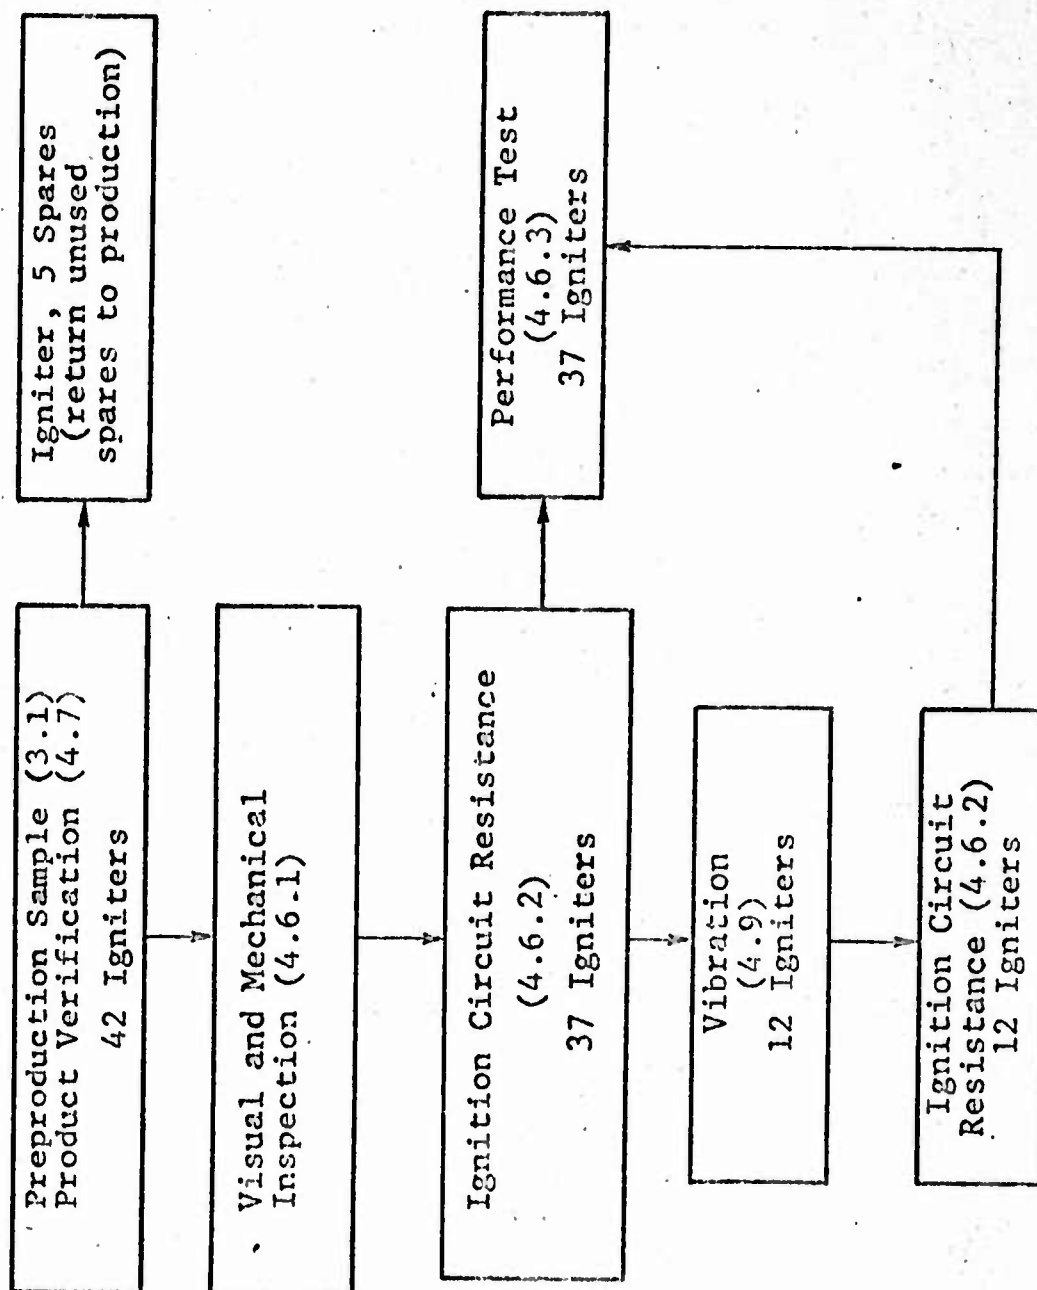 Preproduction Sample (3.1)
Product Verification (4.7)
42 Igniters
Igniter, 5 Spares
(return unused
spares to production)
Visual and Mechanical
Inspection (4.6.1)
Ignition Circuit Resistance
(4.6.2)
37 Igniters
Performance Test
(4.6.3)
37 Igniters
Vibration
(4.9)
12 Igniters
Ignition Circuit
Resistance (4.6.2)
12 Igniters